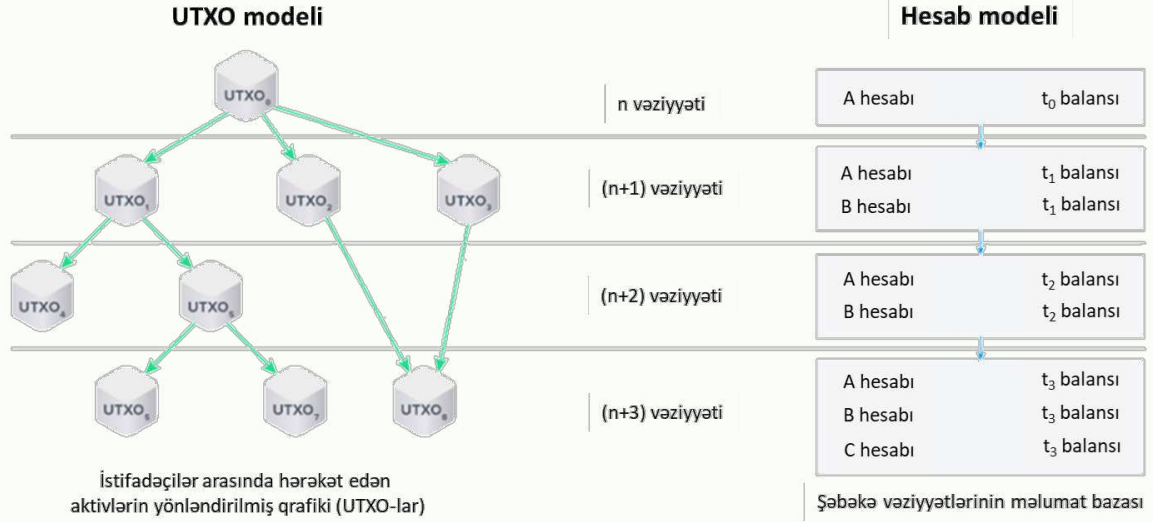 UTXO modeli
Hesab modeli
UTXO₀
n vəziyyəti
A hesabı t₀ balansı
UTXO₁
UTXO₂
UTXO₃
(n+1) vəziyyəti
A hesabı t₁ balansı
B hesabı t₁ balansı
UTXO₄
UTXO₅
(n+2) vəziyyəti
A hesabı t₂ balansı
B hesabı t₂ balansı
UTXO
UTXO₇
UTXO
(n+3) vəziyyəti
A hesabı t₃ balansı
B hesabı t₃ balansı
C hesabı t₃ balansı
İstifadəçilər arasında hərəkət edən
aktivlərin yönləndirilmiş qrafiki (UTXO-lar)
Şəbəkə vəziyyətlərinin məlumat bazası